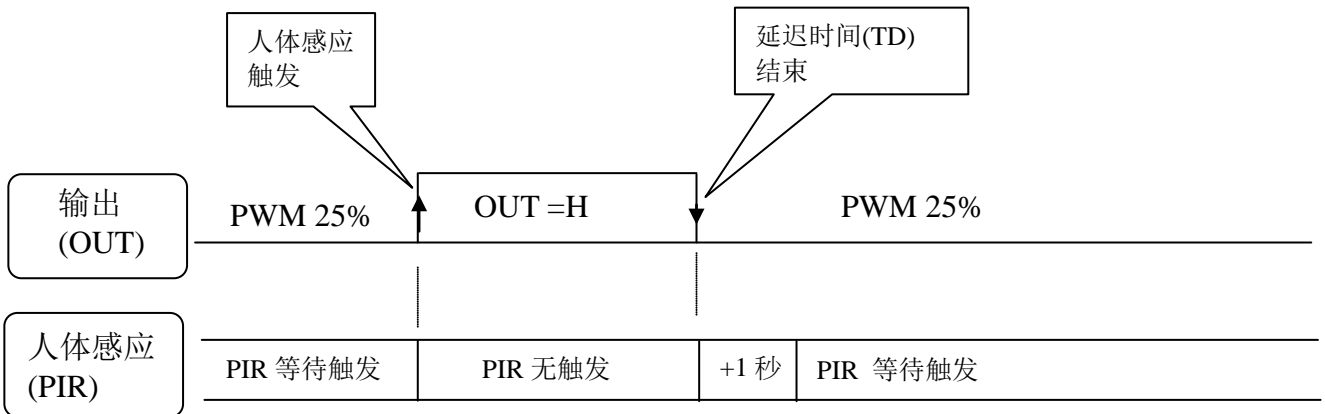 人体感应
触发
延迟时间(TD)
结束
输出
(OUT)
PWM 25%
OUT =H
PWM 25%
人体感应
(PIR)
PIR 等待触发
PIR 无触发
+1 秒
PIR 等待触发